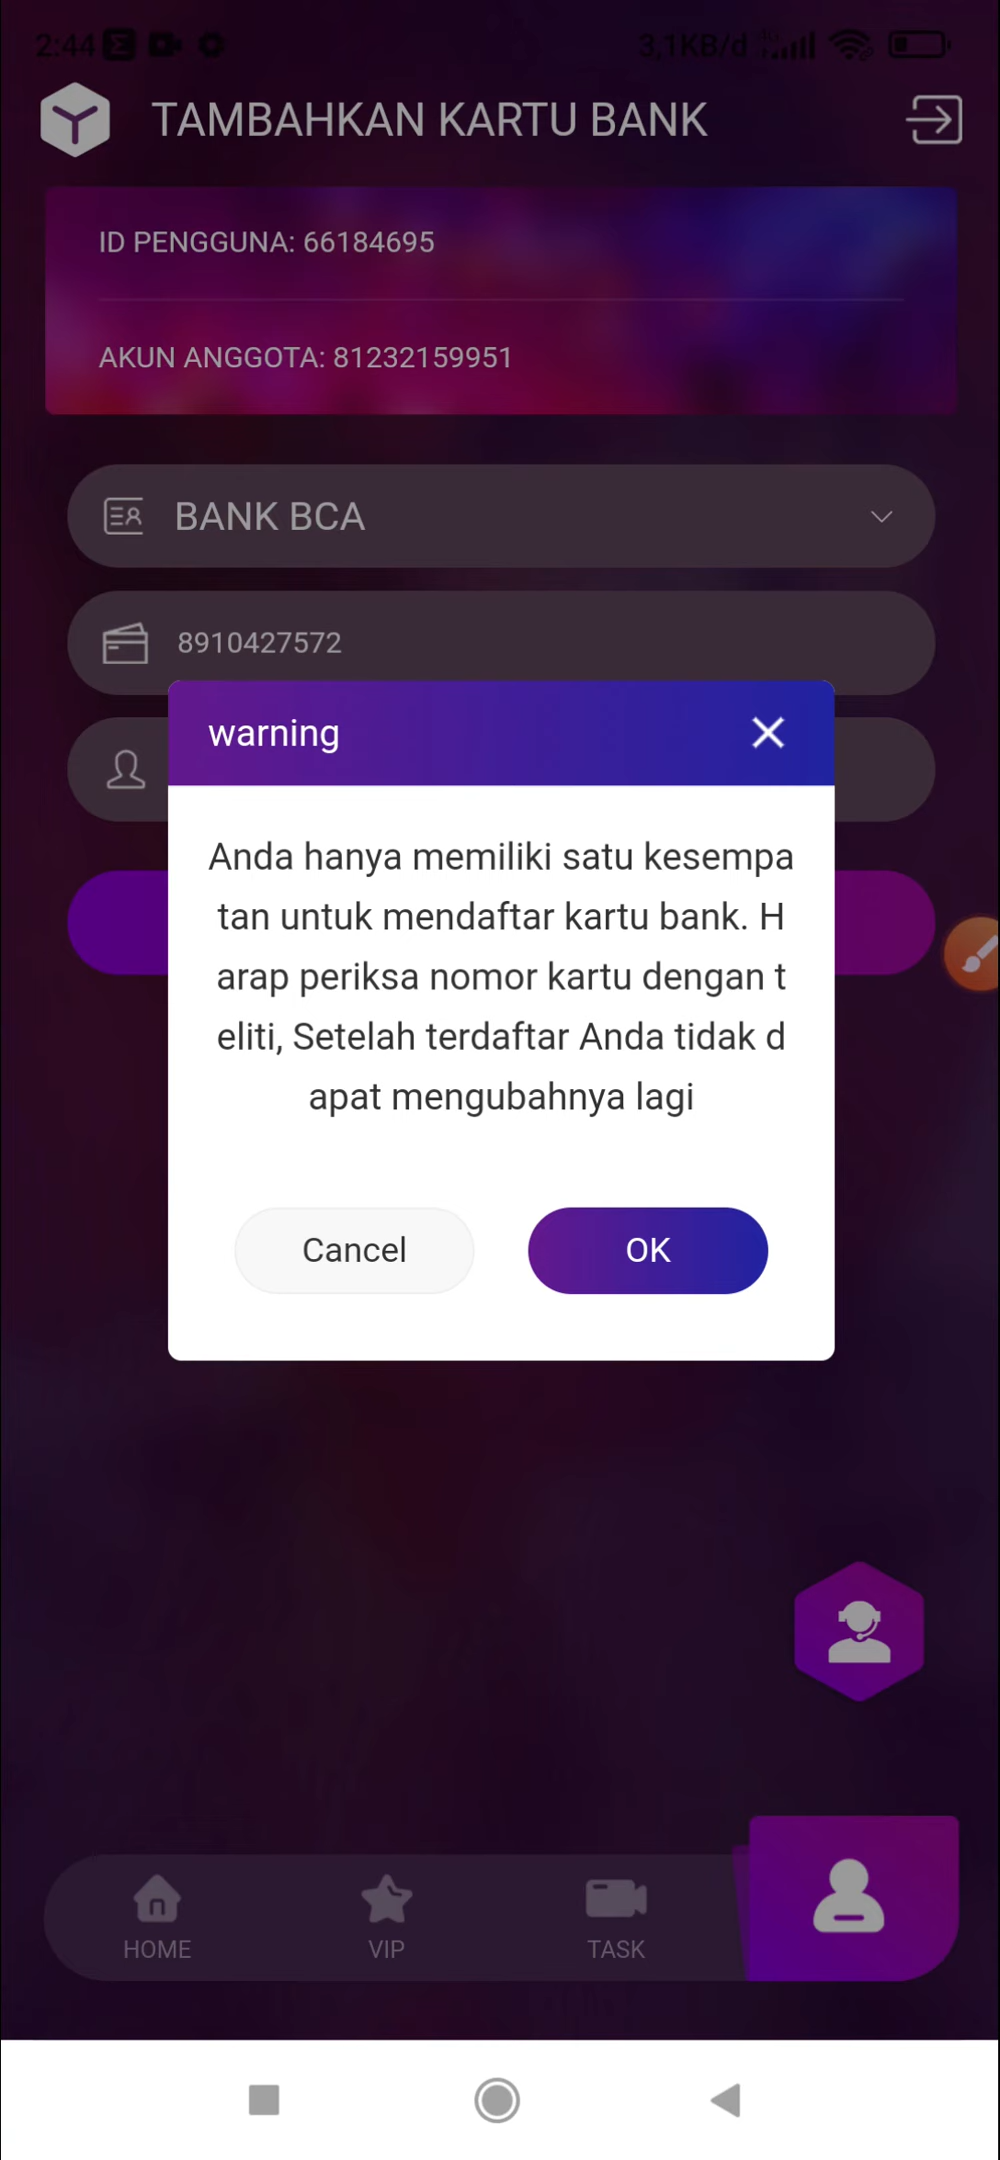 2:44
3,1KB/d
TAMBAHKAN KARTU BANK
ID PENGGUNA: 66184695
AKUN ANGGOTA: 81232159951
BANK BCA
8910427572
warning
Anda hanya memiliki satu kesempa
tan untuk mendaftar kartu bank. H
arap periksa nomor kartu dengan t
eliti, Setelah terdaftar Anda tidak d
apat mengubahnya lagi
Cancel OK
HOME VIP TASK